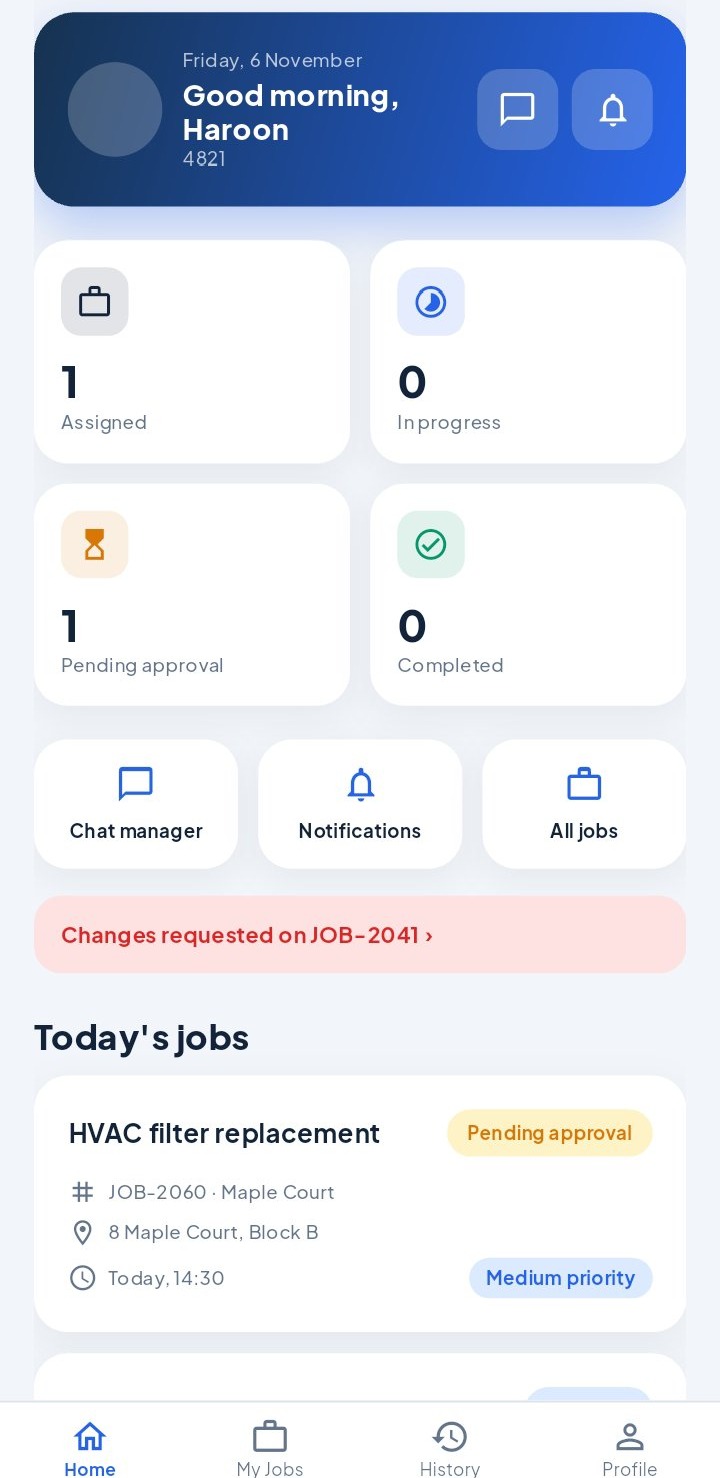 Friday, 6 November
Good morning,
Haroon
4821
1
Assigned
0
In progress
1
Pending approval
0
Completed
Chat manager
Notifications
All jobs
Changes requested on JOB-2041 ›
Today's jobs
HVAC filter replacement
Pending approval
JOB-2060 · Maple Court
8 Maple Court, Block B
Today, 14:30
Medium priority
Home
My Jobs
History
Profile